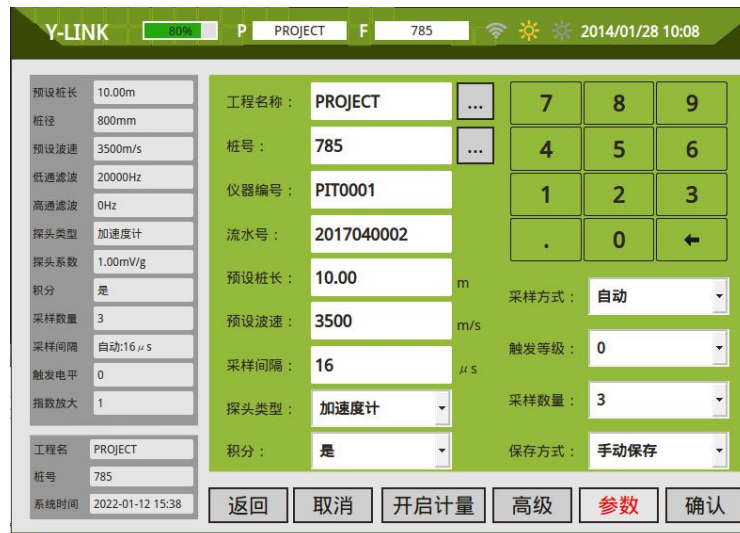 Y-LINK 80% P PROJECT F 785 2014/01/28 10:08
预设桩长 10.00m
桩径 800mm
预设波速 3500m/s
低通滤波 20000Hz
高通滤波 0Hz
探头类型 加速度计
探头系数 1.00mV/g
积分 是
采样数量 3
采样间隔 自动:16μs
触发电平 0
指数放大 1
工程名 PROJECT
桩号 785
系统时间 2022-01-12 15:38
工程名称： PROJECT ...
桩号： 785 ...
仪器编号： PIT0001
流水号： 2017040002
预设桩长： 10.00 m
预设波速： 3500 m/s
采样间隔： 16 μs
探头类型： 加速度计
积分： 是
7 8 9
4 5 6
1 2 3
. 0 ←
采样方式： 自动
触发等级： 0
采样数量： 3
保存方式： 手动保存
返回 取消 开启计量 高级 参数 确认